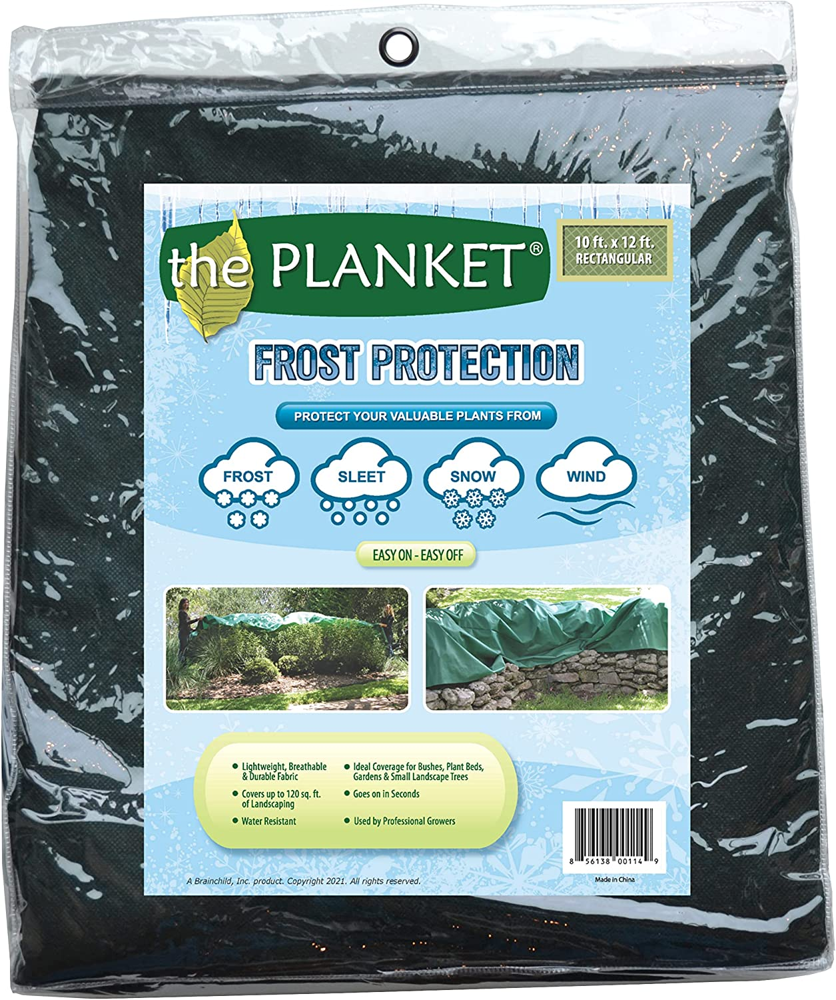 the PLANKET®
10 ft. x 12 ft.
RECTANGULAR
FROST PROTECTION
PROTECT YOUR VALUABLE PLANTS FROM
FROST
SLEET
SNOW
WIND
EASY ON - EASY OFF
• Lightweight, Breathable
& Durable Fabric
• Covers up to 120 sq. ft.
of Landscaping
• Water Resistant
• Ideal Coverage for Bushes, Plant Beds,
Gardens & Small Landscape Trees
• Goes on in Seconds
• Used by Professional Growers
8 56138 00114 9
Made in China
A Brainchild, Inc. product. Copyright 2021. All rights reserved.